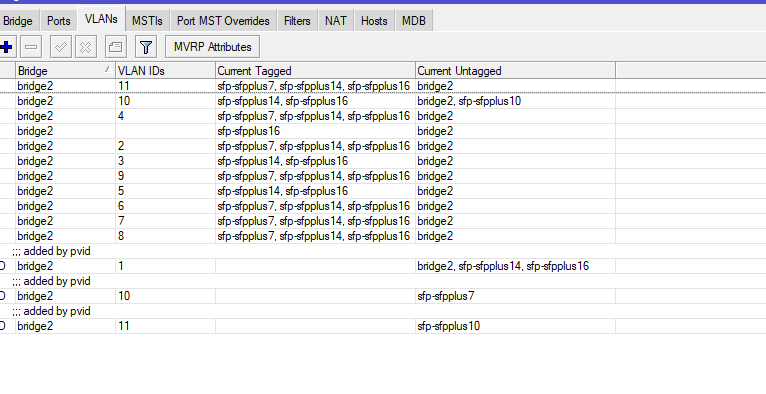 Bridge Ports VLANs MSTIs Port MST Overrides Filters NAT Hosts MDB
MVRP Attributes
Bridge VLAN IDs Current Tagged Current Untagged
bridge2 11 sfp-sfpplus7, sfp-sfpplus14, sfp-sfpplus16 bridge2
bridge2 10 sfp-sfpplus14, sfp-sfpplus16 bridge2, sfp-sfpplus10
bridge2 4 sfp-sfpplus7, sfp-sfpplus14, sfp-sfpplus16 bridge2
bridge2 sfp-sfpplus16 bridge2
bridge2 2 sfp-sfpplus7, sfp-sfpplus14, sfp-sfpplus16 bridge2
bridge2 3 sfp-sfpplus14, sfp-sfpplus16 bridge2
bridge2 9 sfp-sfpplus7, sfp-sfpplus14, sfp-sfpplus16 bridge2
bridge2 5 sfp-sfpplus14, sfp-sfpplus16 bridge2
bridge2 6 sfp-sfpplus7, sfp-sfpplus14, sfp-sfpplus16 bridge2
bridge2 7 sfp-sfpplus7, sfp-sfpplus14, sfp-sfpplus16 bridge2
bridge2 8 sfp-sfpplus7, sfp-sfpplus14, sfp-sfpplus16 bridge2
;;; added by pvid
D bridge2 1 bridge2, sfp-sfpplus14, sfp-sfpplus16
;;; added by pvid
D bridge2 10 sfp-sfpplus7
;;; added by pvid
D bridge2 11 sfp-sfpplus10